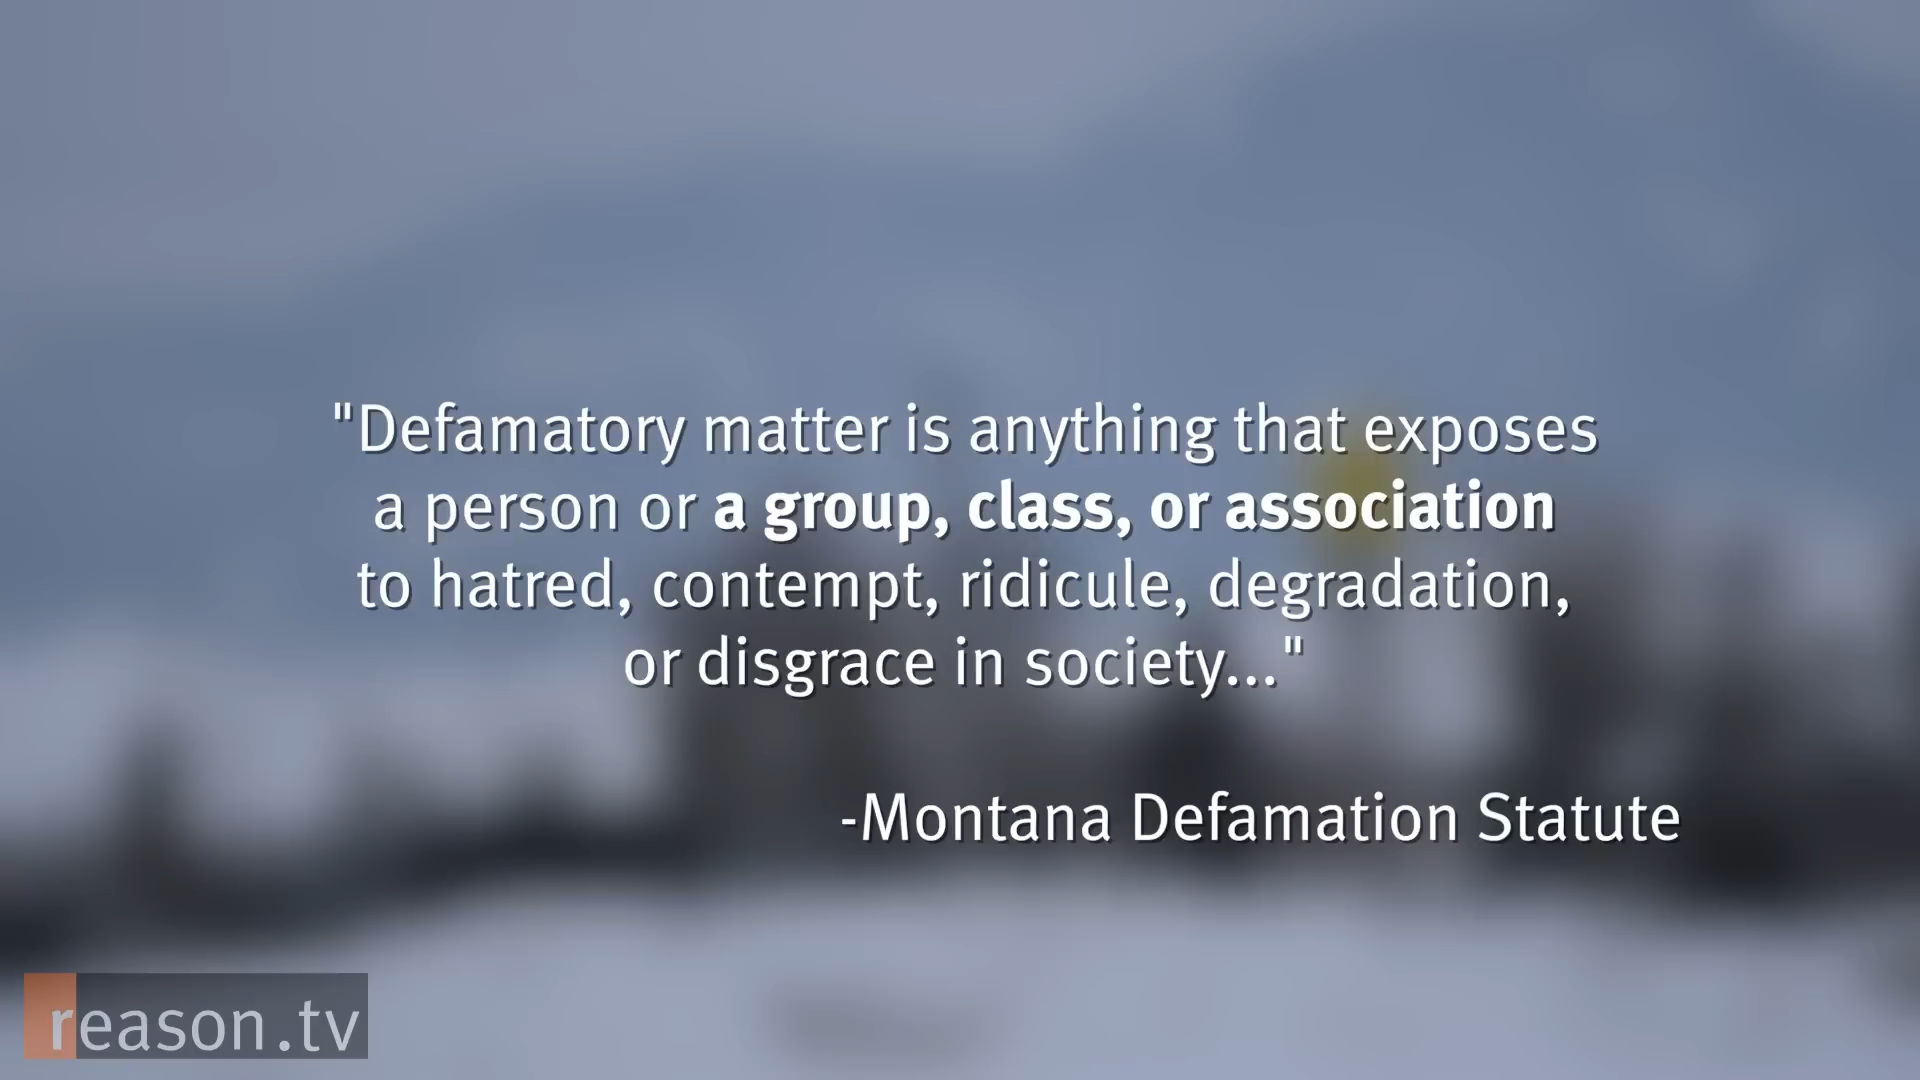 "Defamatory matter is anything that exposes
a person or a group, class, or association
to hatred, contempt, ridicule, degradation,
or disgrace in society..."
-Montana Defamation Statute
reason.tv